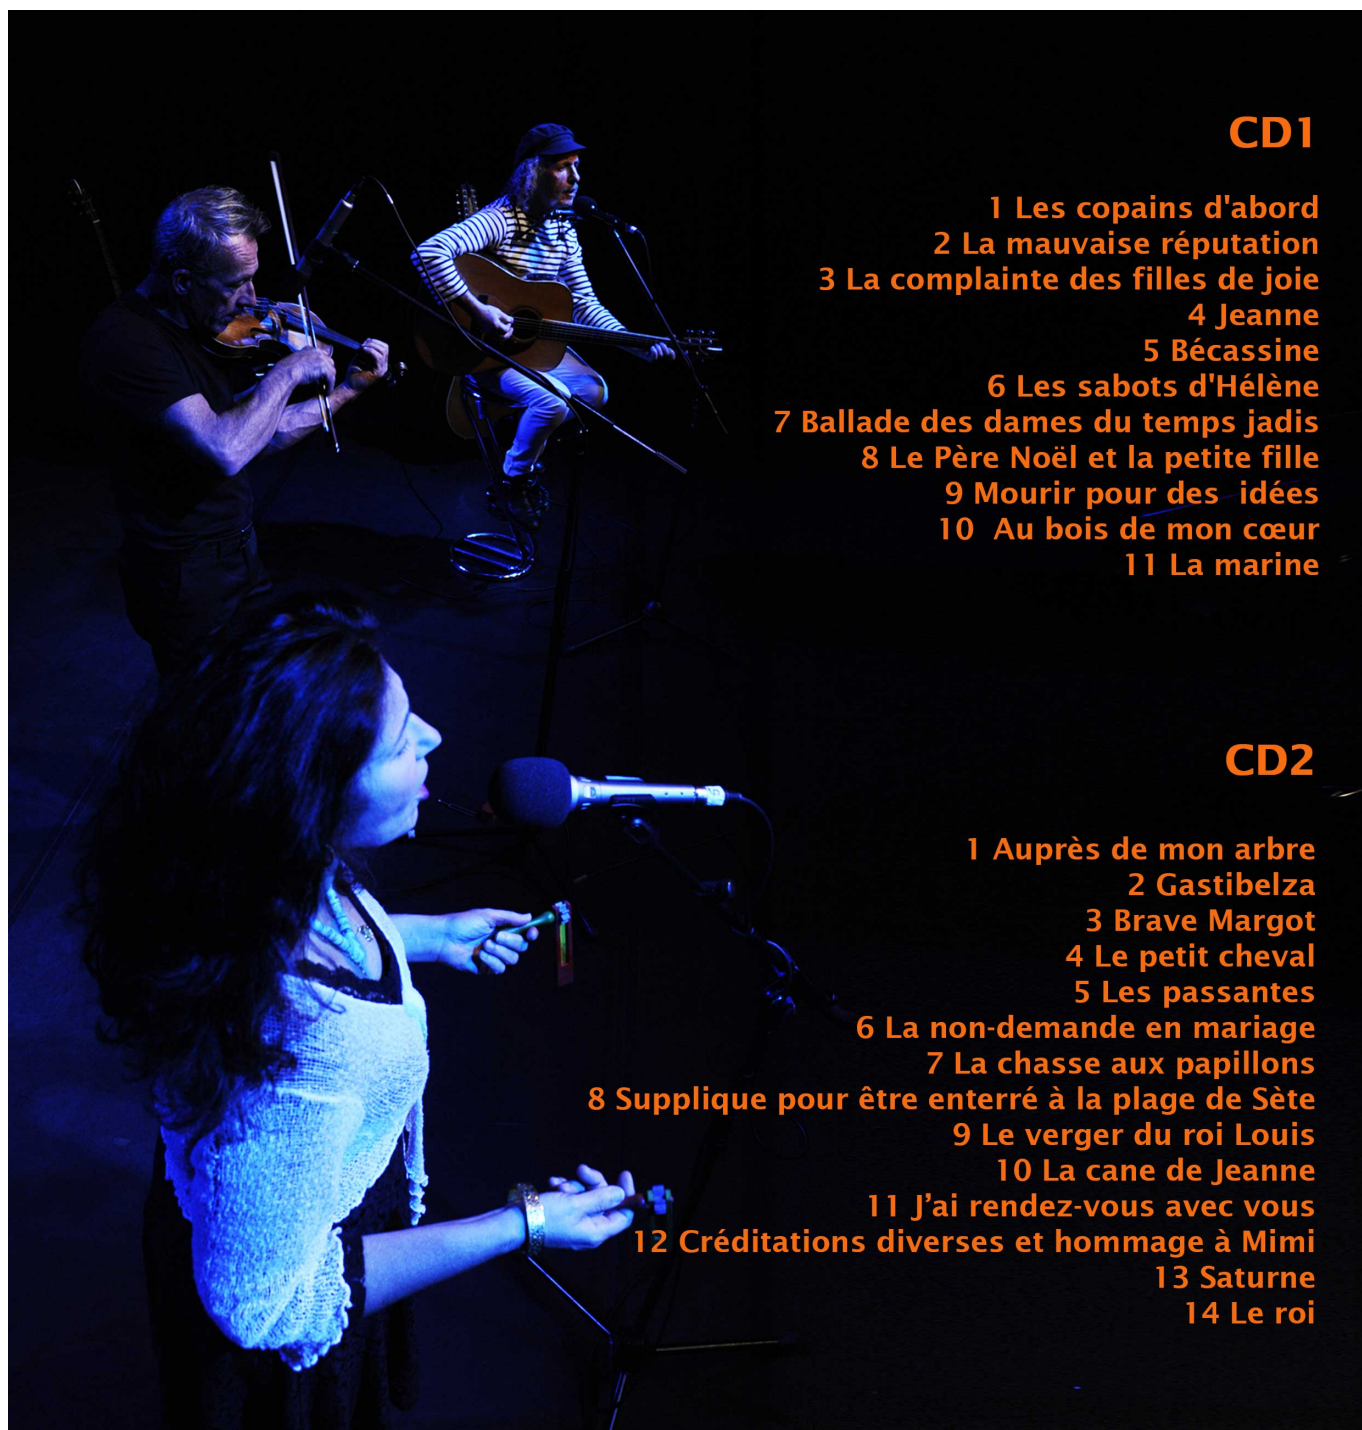 CD1
1 Les copains d'abord
2 La mauvaise réputation
3 La complainte des filles de joie
4 Jeanne
5 Bécassine
6 Les sabots d'Hélène
7 Ballade des dames du temps jadis
8 Le Père Noël et la petite fille
9 Mourir pour des  idées
10  Au bois de mon cœur
11 La marine
CD2
1 Auprès de mon arbre
2 Gastibelza
3 Brave Margot
4 Le petit cheval
5 Les passantes
6 La non-demande en mariage
7 La chasse aux papillons
8 Supplique pour être enterré à la plage de Sète
9 Le verger du roi Louis
10 La cane de Jeanne
11 J’ai rendez-vous avec vous
12 Créditations diverses et hommage à Mimi
13 Saturne
14 Le roi